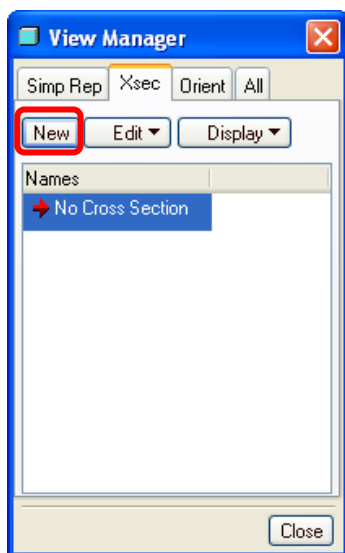 View Manager
Simp Rep Xsec Orient All
New Edit Display
Names
No Cross Section
Close